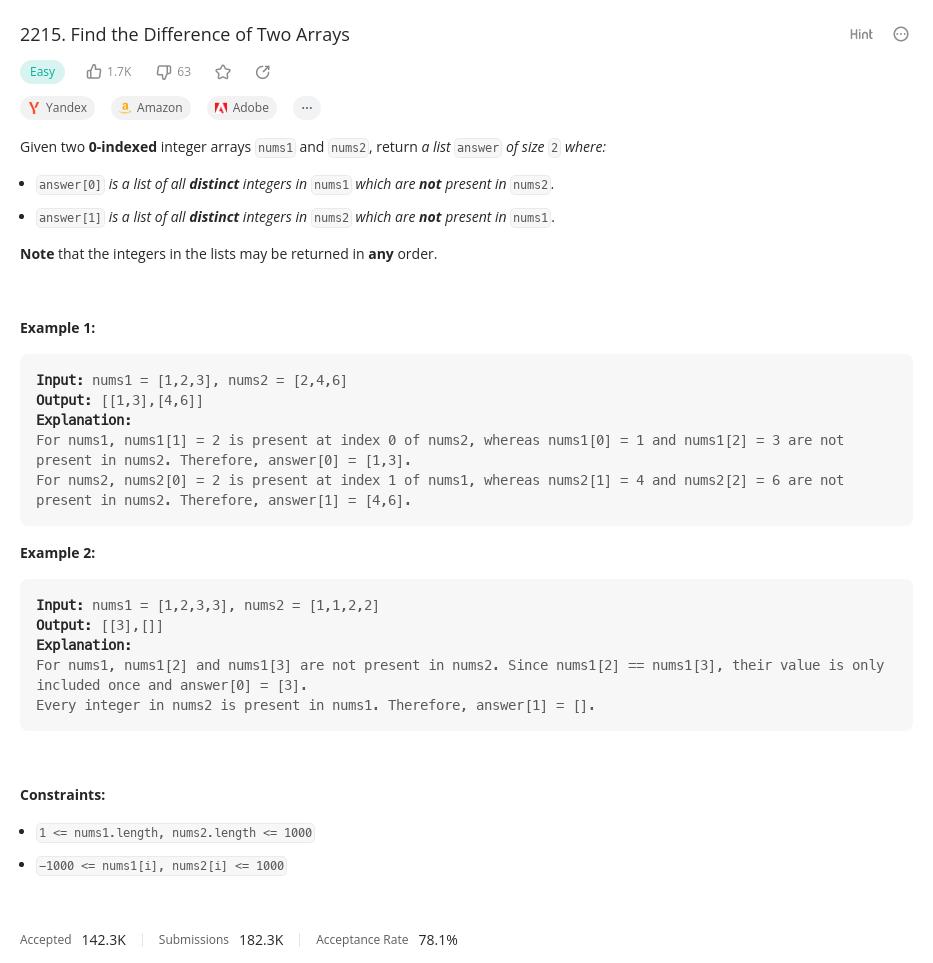 2215. Find the Difference of Two Arrays
Hint
Easy 1.7K 63
Yandex Amazon Adobe ...
Given two 0-indexed integer arrays nums1 and nums2, return a list answer of size 2 where:
• answer[0] is a list of all distinct integers in nums1 which are not present in nums2.
• answer[1] is a list of all distinct integers in nums2 which are not present in nums1.
Note that the integers in the lists may be returned in any order.
Example 1:
Input: nums1 = [1,2,3], nums2 = [2,4,6]
Output: [[1,3],[4,6]]
Explanation:
For nums1, nums1[1] = 2 is present at index 0 of nums2, whereas nums1[0] = 1 and nums1[2] = 3 are not
present in nums2. Therefore, answer[0] = [1,3].
For nums2, nums2[0] = 2 is present at index 1 of nums1, whereas nums2[1] = 4 and nums2[2] = 6 are not
present in nums2. Therefore, answer[1] = [4,6].
Example 2:
Input: nums1 = [1,2,3,3], nums2 = [1,1,2,2]
Output: [[3],[]]
Explanation:
For nums1, nums1[2] and nums1[3] are not present in nums2. Since nums1[2] == nums1[3], their value is only
included once and answer[0] = [3].
Every integer in nums2 is present in nums1. Therefore, answer[1] = [].
Constraints:
• 1 <= nums1.length, nums2.length <= 1000
• −1000 <= nums1[i], nums2[i] <= 1000
Accepted 142.3K Submissions 182.3K Acceptance Rate 78.1%